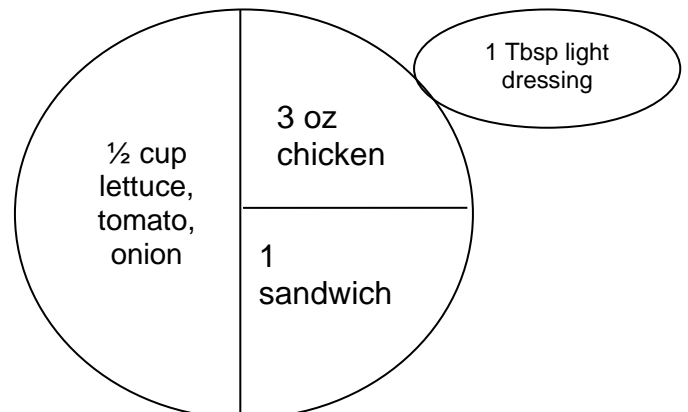 ½ cup
lettuce,
tomato,
onion
3 oz
chicken
1
sandwich
1 Tbsp light
dressing